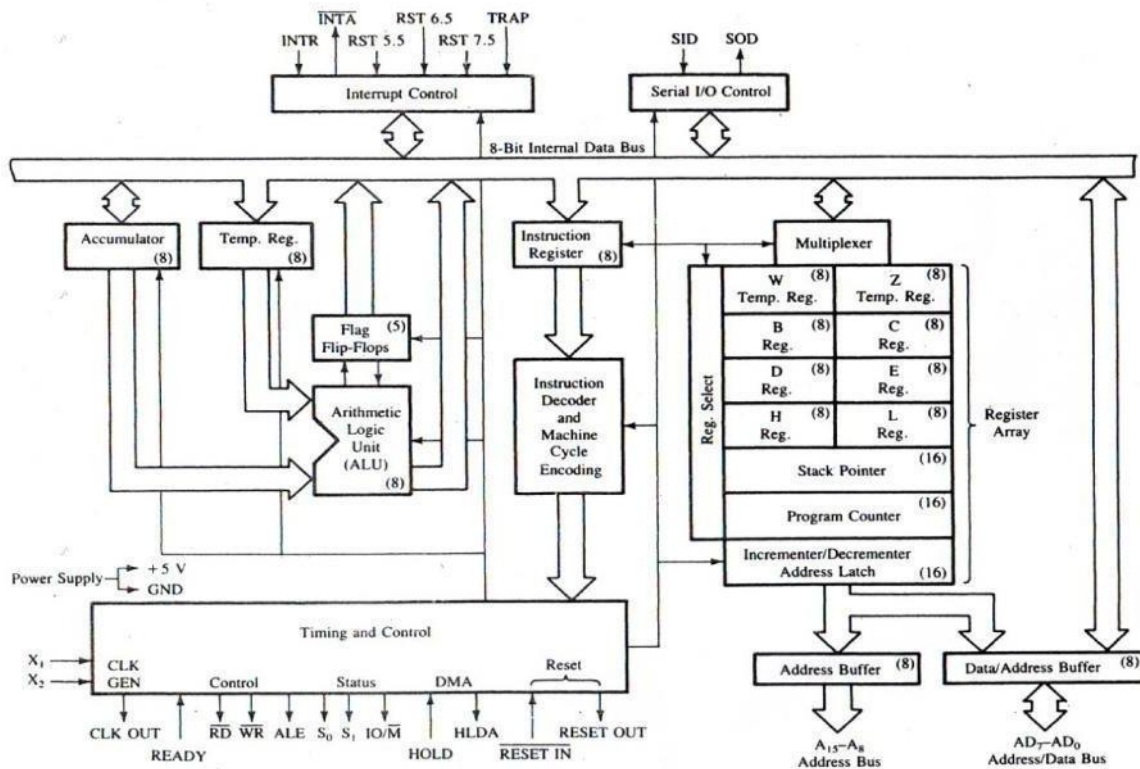 INTA
RST 6.5
TRAP
INTR
RST 5.5
RST 7.5
SID
SOD
Interrupt Control
Serial I/O Control
8-Bit Internal Data Bus
Accumulator
(8)
Temp. Reg.
(8)
Instruction
Register
(8)
Multiplexer
W
(8)
Temp. Reg.
Z
(8)
Temp. Reg.
B
(8)
Reg.
C
(8)
Reg.
D
(8)
Reg.
E
(8)
Reg.
H
(8)
Reg.
L
(8)
Reg.
Reg. Select
Register
Array
Stack Pointer
(16)
Program Counter
(16)
Incrementer/Decrementer
Address Latch
(16)
(5)
Flag
Flip-Flops
Arithmetic
Logic
Unit
(ALU)
(8)
Instruction
Decoder
and
Machine
Cycle
Encoding
Power Supply
+5 V
GND
Timing and Control
X1
X2
CLK
GEN
Control
Status
DMA
Reset
CLK OUT
READY
RD
WR
ALE
S0
S1
IO/M
HOLD
HLDA
RESET IN
RESET OUT
Address Buffer
(8)
Data/Address Buffer
(8)
A15–A8
Address Bus
AD7–AD0
Address/Data Bus